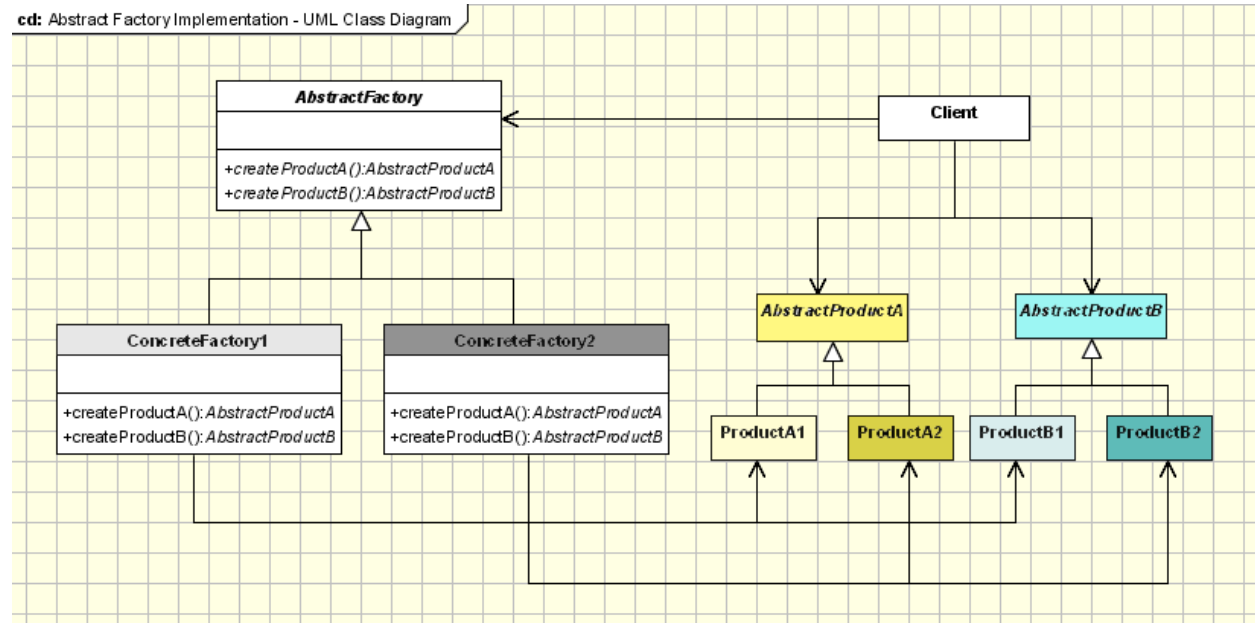 cd: Abstract Factory Implementation - UML Class Diagram
AbstractFactory
+createProductA():AbstractProductA
+createProductB():AbstractProductB
Client
ConcreteFactory1
+createProductA():AbstractProductA
+createProductB():AbstractProductB
ConcreteFactory2
+createProductA():AbstractProductA
+createProductB():AbstractProductB
AbstractProductA
AbstractProductB
ProductA1
ProductA2
ProductB1
ProductB2